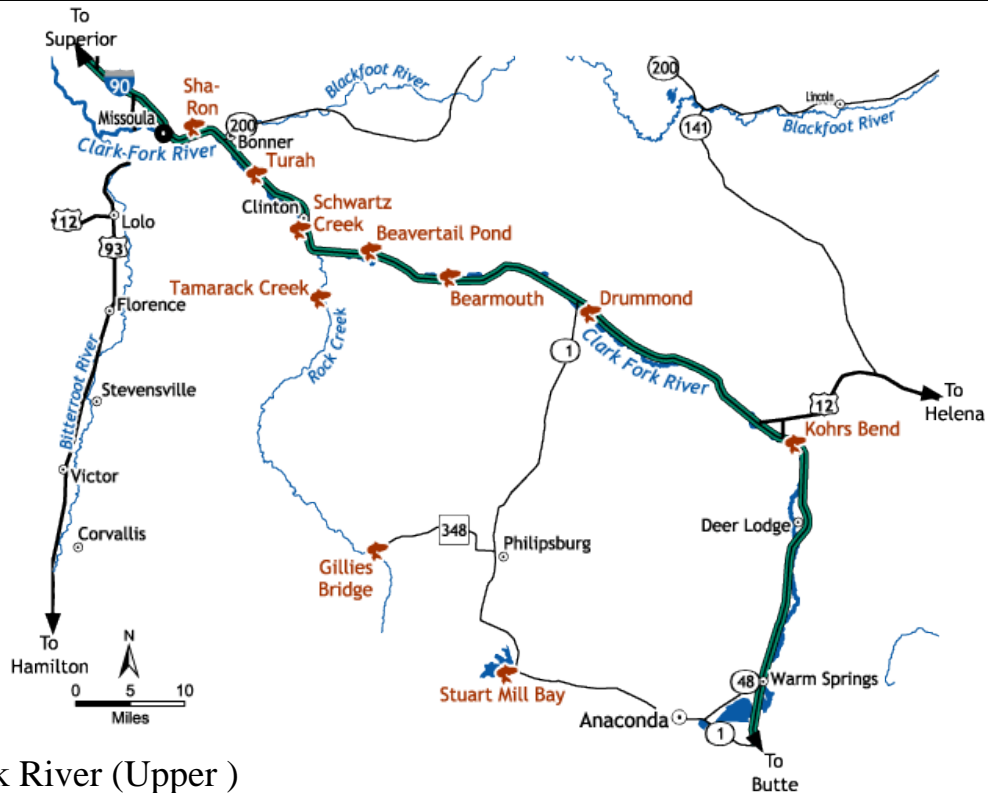 To
Superior
90
Sha-
Ron
Missoula
200
Bonner
Blackfoot River
200
Lincoln
141
Blackfoot River
Clark-Fork River
Turah
12
Lolo
93
Clinton
Schwartz
Creek
Beavertail Pond
Tamarack Creek
Bearmouth
Drummond
Florence
Rock Creek
1
Clark Fork River
Bitterroot River
Stevensville
12
To
Helena
Kohrs Bend
Victor
Corvallis
348
Philipsburg
Deer Lodge
Gillies
Bridge
To
Hamilton
N
0 5 10
Miles
Stuart Mill Bay
48
Warm Springs
Anaconda
1
To
Butte
k River (Upper )